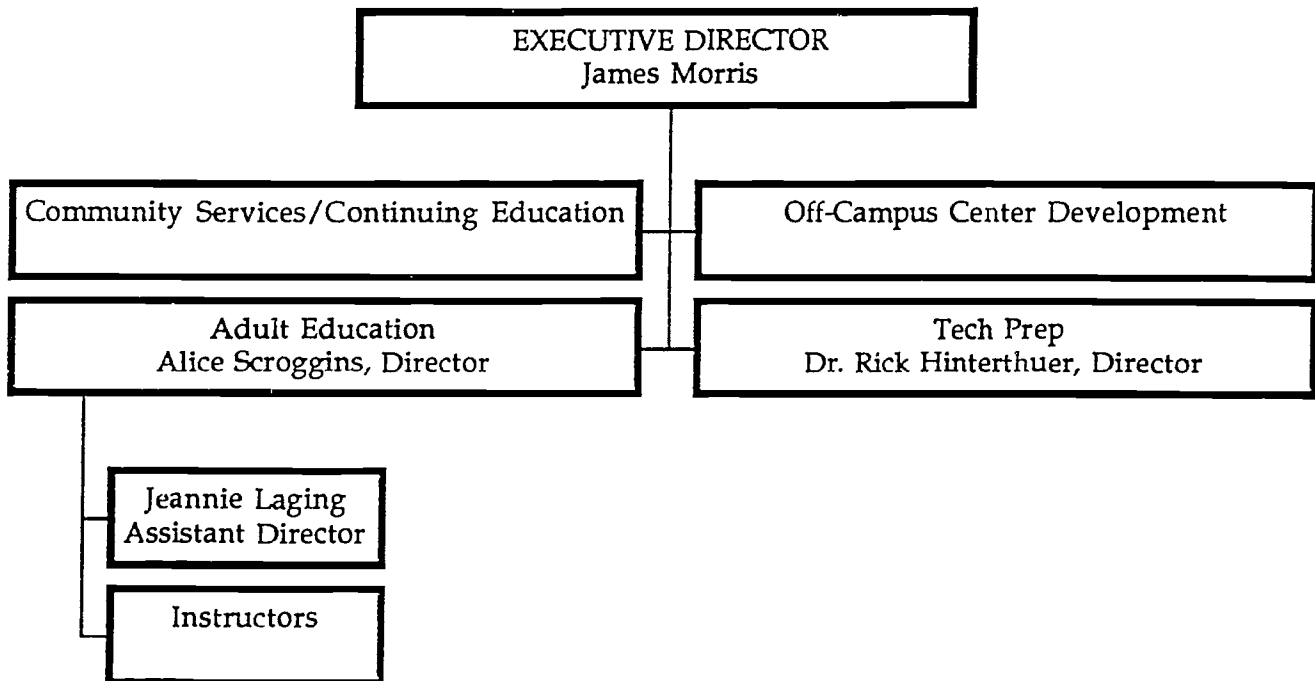 EXECUTIVE DIRECTOR
James Morris
Community Services/Continuing Education
Off-Campus Center Development
Adult Education
Alice Scroggins, Director
Tech Prep
Dr. Rick Hinterthuer, Director
Jeannie Laging
Assistant Director
Instructors